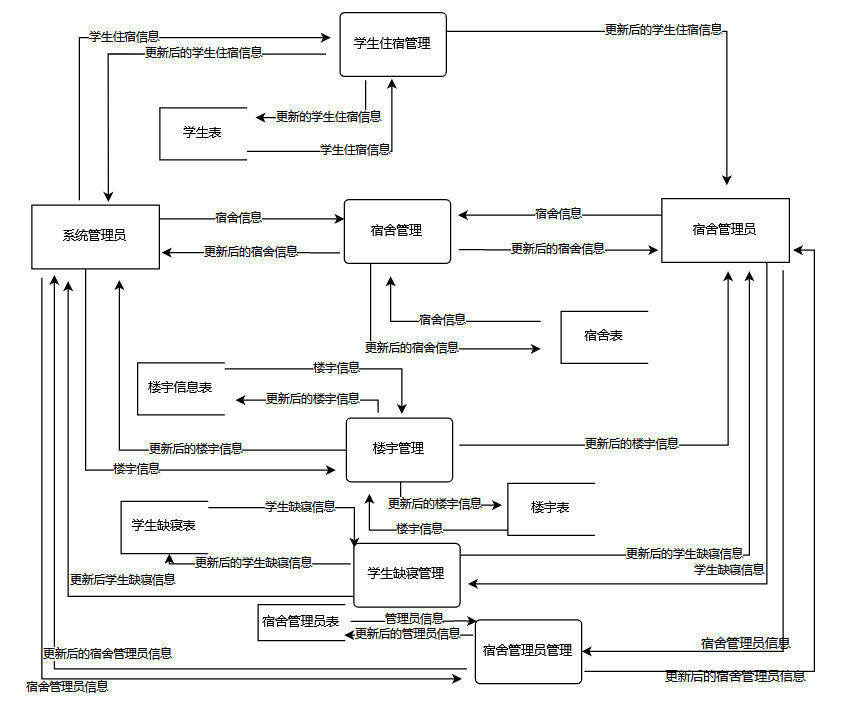 更新后的学生住宿信息
学生住宿信息
更新后的学生住宿信息
学生住宿管理
更新的学生住宿信息
学生表
学生住宿信息
宿舍信息
宿舍信息
系统管理员
宿舍管理
宿舍管理员
更新后的宿舍信息
更新后的宿舍信息
宿舍信息
宿舍表
更新后的宿舍信息
楼宇信息
楼宇信息表
更新后的楼宇信息
更新后的楼宇信息
楼宇管理
更新后的楼宇信息
楼宇信息
更新后的楼宇信息
学生缺寝信息
楼宇表
学生缺寝表
楼宇信息
更新后的学生缺寝信息
更新后的学生缺寝信息
学生缺寝管理
学生缺寝信息
更新后学生缺寝信息
宿舍管理员表
管理员信息
更新后的管理员信息
宿舍管理员信息
更新后的宿舍管理员信息
宿舍管理员管理
更新后的宿舍管理员信息
宿舍管理员信息